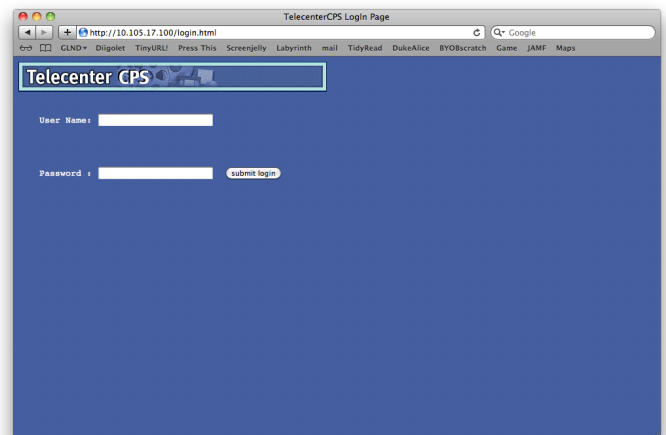 TelecenterCPS LogIn Page
http://10.105.17.100/login.html
Google
GLND Diigolet TinyURL! Press This Screenjelly Labyrinth mail TidyRead DukeAlice BYOBscratch Game JAMF Maps
Telecenter CPS
User Name:
Password :
submit login